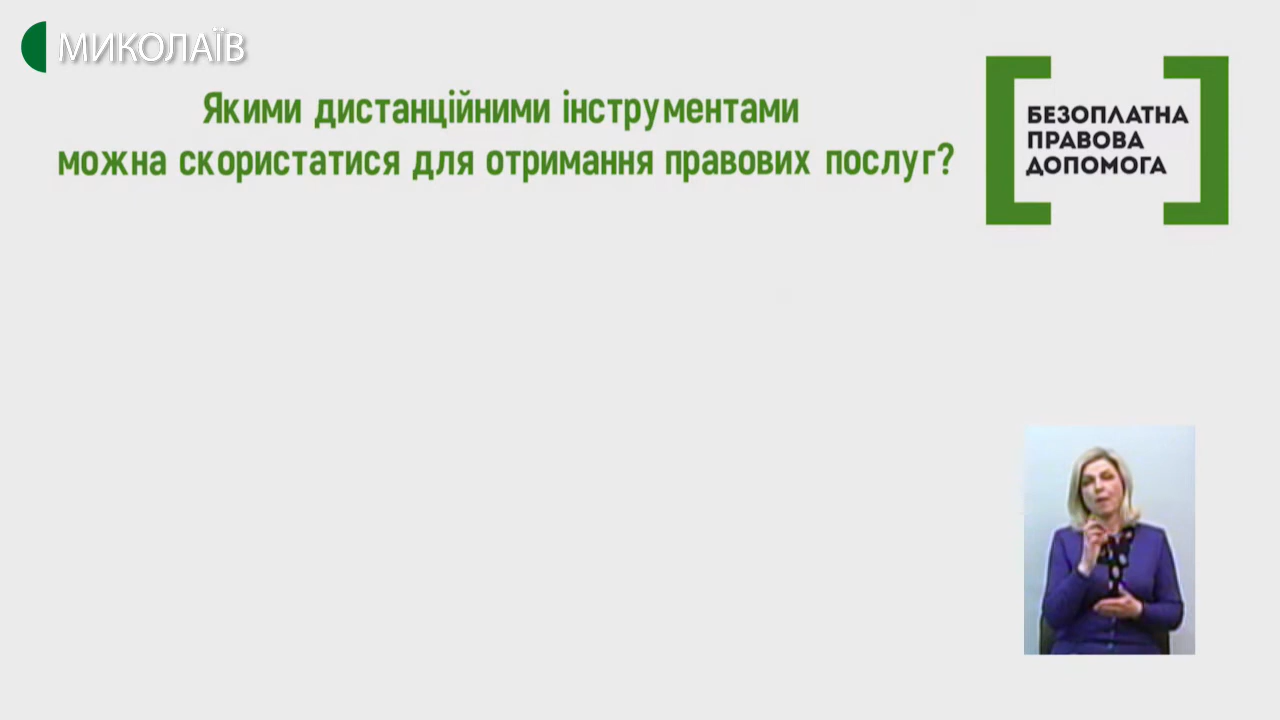 МИКОЛАЇВ
Якими дистанційними інструментами
можна скористатися для отримання правових послуг?
БЕЗОПЛАТНА
ПРАВОВА
ДОПОМОГА